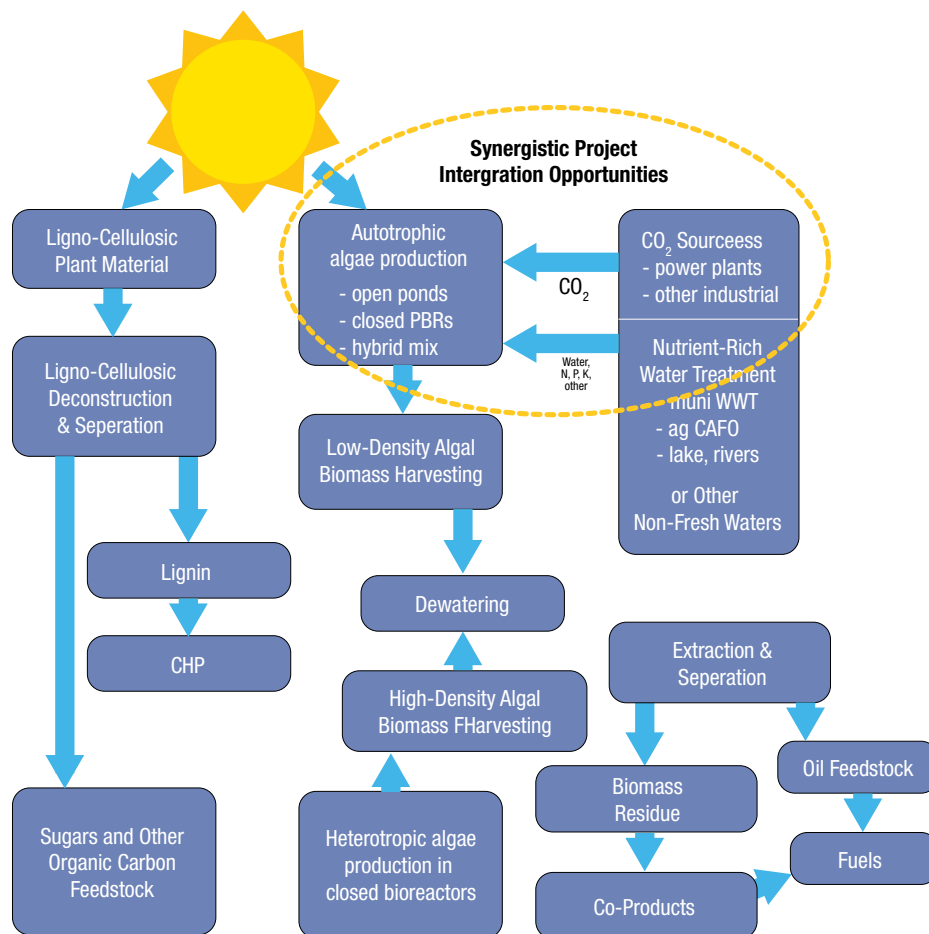 Synergistic Project
Intergration Opportunities
Ligno-Cellulosic
Plant Material
Autotrophic
algae production
- open ponds
- closed PBRs
- hybrid mix
CO2
Water,
N, P, K,
other
CO2 Sourceess
- power plants
- other industrial
Nutrient-Rich
Water Treatment
- muni WWT
- ag CAFO
- lake, rivers
or Other
Non-Fresh Waters
Ligno-Cellulosic
Deconstruction
& Seperation
Low-Density Algal
Biomass Harvesting
Lignin
CHP
Dewatering
High-Density Algal
Biomass FHarvesting
Extraction &
Seperation
Oil Feedstock
Biomass
Residue
Fuels
Co-Products
Sugars and Other
Organic Carbon
Feedstock
Heterotropic algae
production in
closed bioreactors